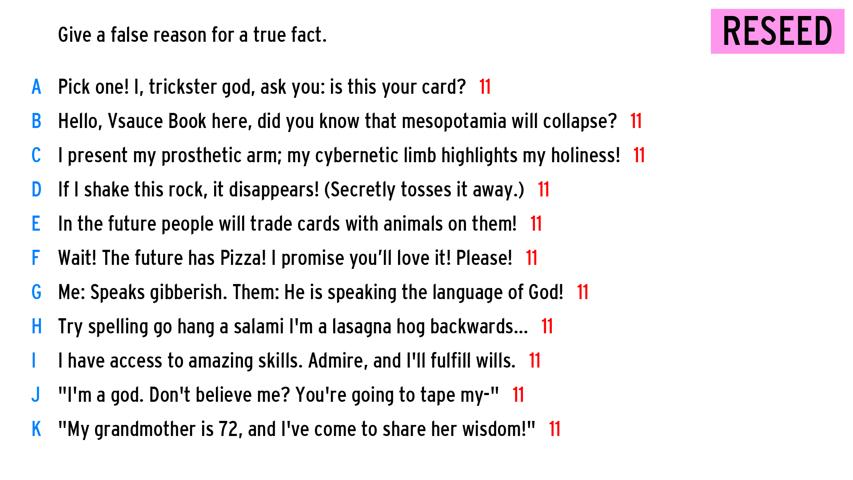 Give a false reason for a true fact.
RESEED
A Pick one! I, trickster god, ask you: is this your card? 11
B Hello, Vsauce Book here, did you know that mesopotamia will collapse? 11
C I present my prosthetic arm; my cybernetic limb highlights my holiness! 11
D If I shake this rock, it disappears! (Secretly tosses it away.) 11
E In the future people will trade cards with animals on them! 11
F Wait! The future has Pizza! I promise you'll love it! Please! 11
G Me: Speaks gibberish. Them: He is speaking the language of God! 11
H Try spelling go hang a salami I'm a lasagna hog backwards... 11
I I have access to amazing skills. Admire, and I'll fulfill wills. 11
J "I'm a god. Don't believe me? You're going to tape my-" 11
K "My grandmother is 72, and I've come to share her wisdom!" 11